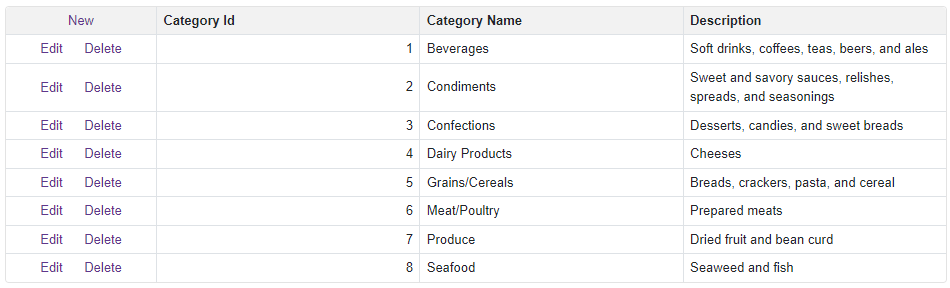 New Category Id Category Name Description
Edit Delete 1 Beverages Soft drinks, coffees, teas, beers, and ales
Edit Delete 2 Condiments Sweet and savory sauces, relishes,
spreads, and seasonings
Edit Delete 3 Confections Desserts, candies, and sweet breads
Edit Delete 4 Dairy Products Cheeses
Edit Delete 5 Grains/Cereals Breads, crackers, pasta, and cereal
Edit Delete 6 Meat/Poultry Prepared meats
Edit Delete 7 Produce Dried fruit and bean curd
Edit Delete 8 Seafood Seaweed and fish